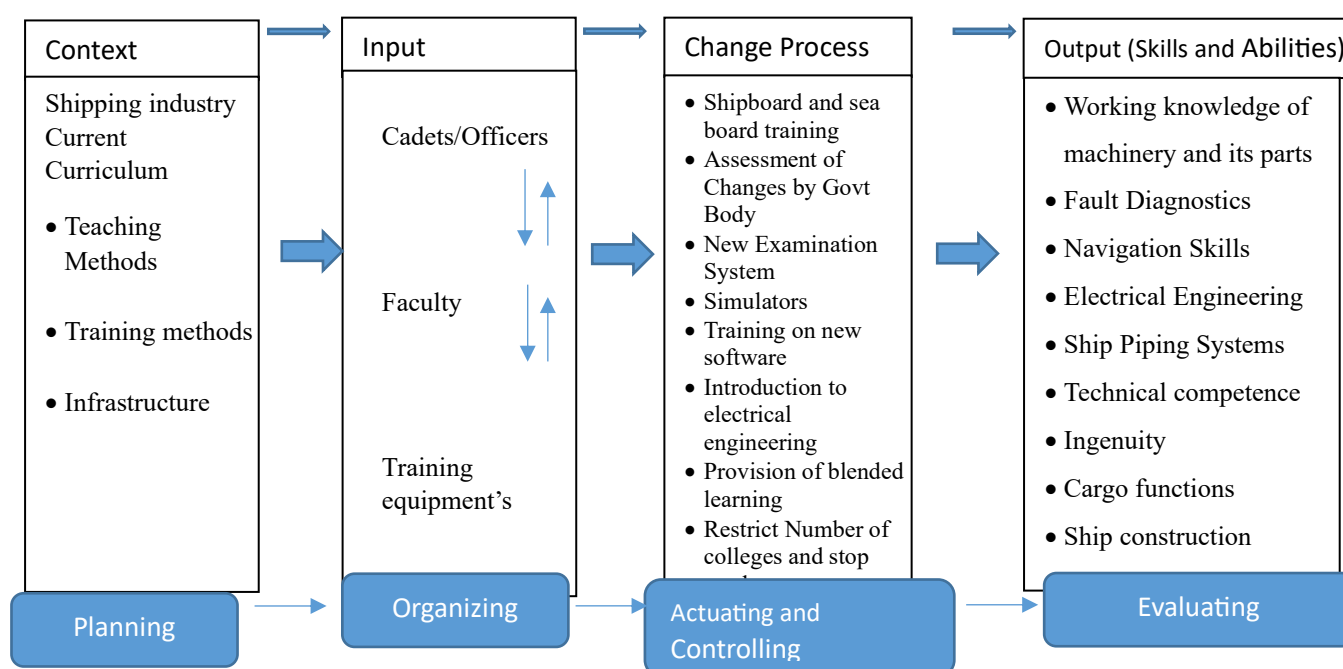 Context
Shipping industry
Current
Curriculum
• Teaching
Methods
• Training methods
• Infrastructure
Planning
Input
Cadets/Officers
Faculty
Training
equipment’s
Organizing
Change Process
• Shipboard and sea
board training
• Assessment of
Changes by Govt
Body
• New Examination
System
• Simulators
• Training on new
software
• Introduction to
electrical
engineering
• Provision of blended
learning
• Restrict Number of
colleges and stop
Actuating and
Controlling
Output (Skills and Abilities)
• Working knowledge of
machinery and its parts
• Fault Diagnostics
• Navigation Skills
• Electrical Engineering
• Ship Piping Systems
• Technical competence
• Ingenuity
• Cargo functions
• Ship construction
Evaluating